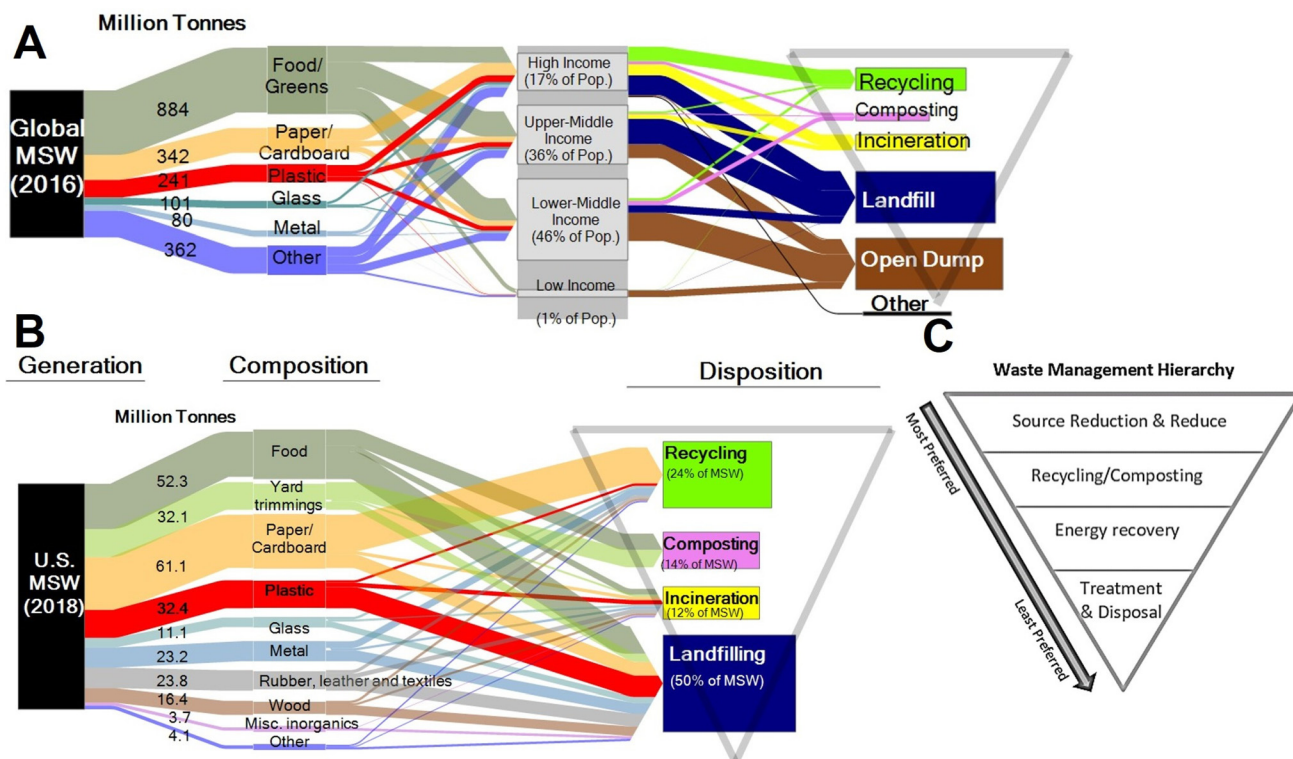 A
Million Tonnes
Global
MSW
(2016)
884
342
241
101
80
362
Food/
Greens
Paper/
Cardboard
Plastic
Glass
Metal
Other
High Income
(17% of Pop.)
Upper-Middle
Income
(36% of Pop.)
Lower-Middle
Income
(46% of Pop.)
Low Income
(1% of Pop.)
Recycling
Composting
Incineration
Landfill
Open Dump
Other
B
Generation
Composition
Disposition
Million Tonnes
U.S.
MSW
(2018)
52.3
32.1
61.1
32.4
11.1
23.2
23.8
16.4
3.7
4.1
Food
Yard
trimmings
Paper/
Cardboard
Plastic
Glass
Metal
Rubber, leather and textiles
Wood
Misc. inorganics
Other
Recycling
(24% of MSW)
Composting
(14% of MSW)
Incineration
(12% of MSW)
Landfilling
(50% of MSW)
C
Waste Management Hierarchy
Most Preferred
Least Preferred
Source Reduction & Reduce
Recycling/Composting
Energy recovery
Treatment
& Disposal